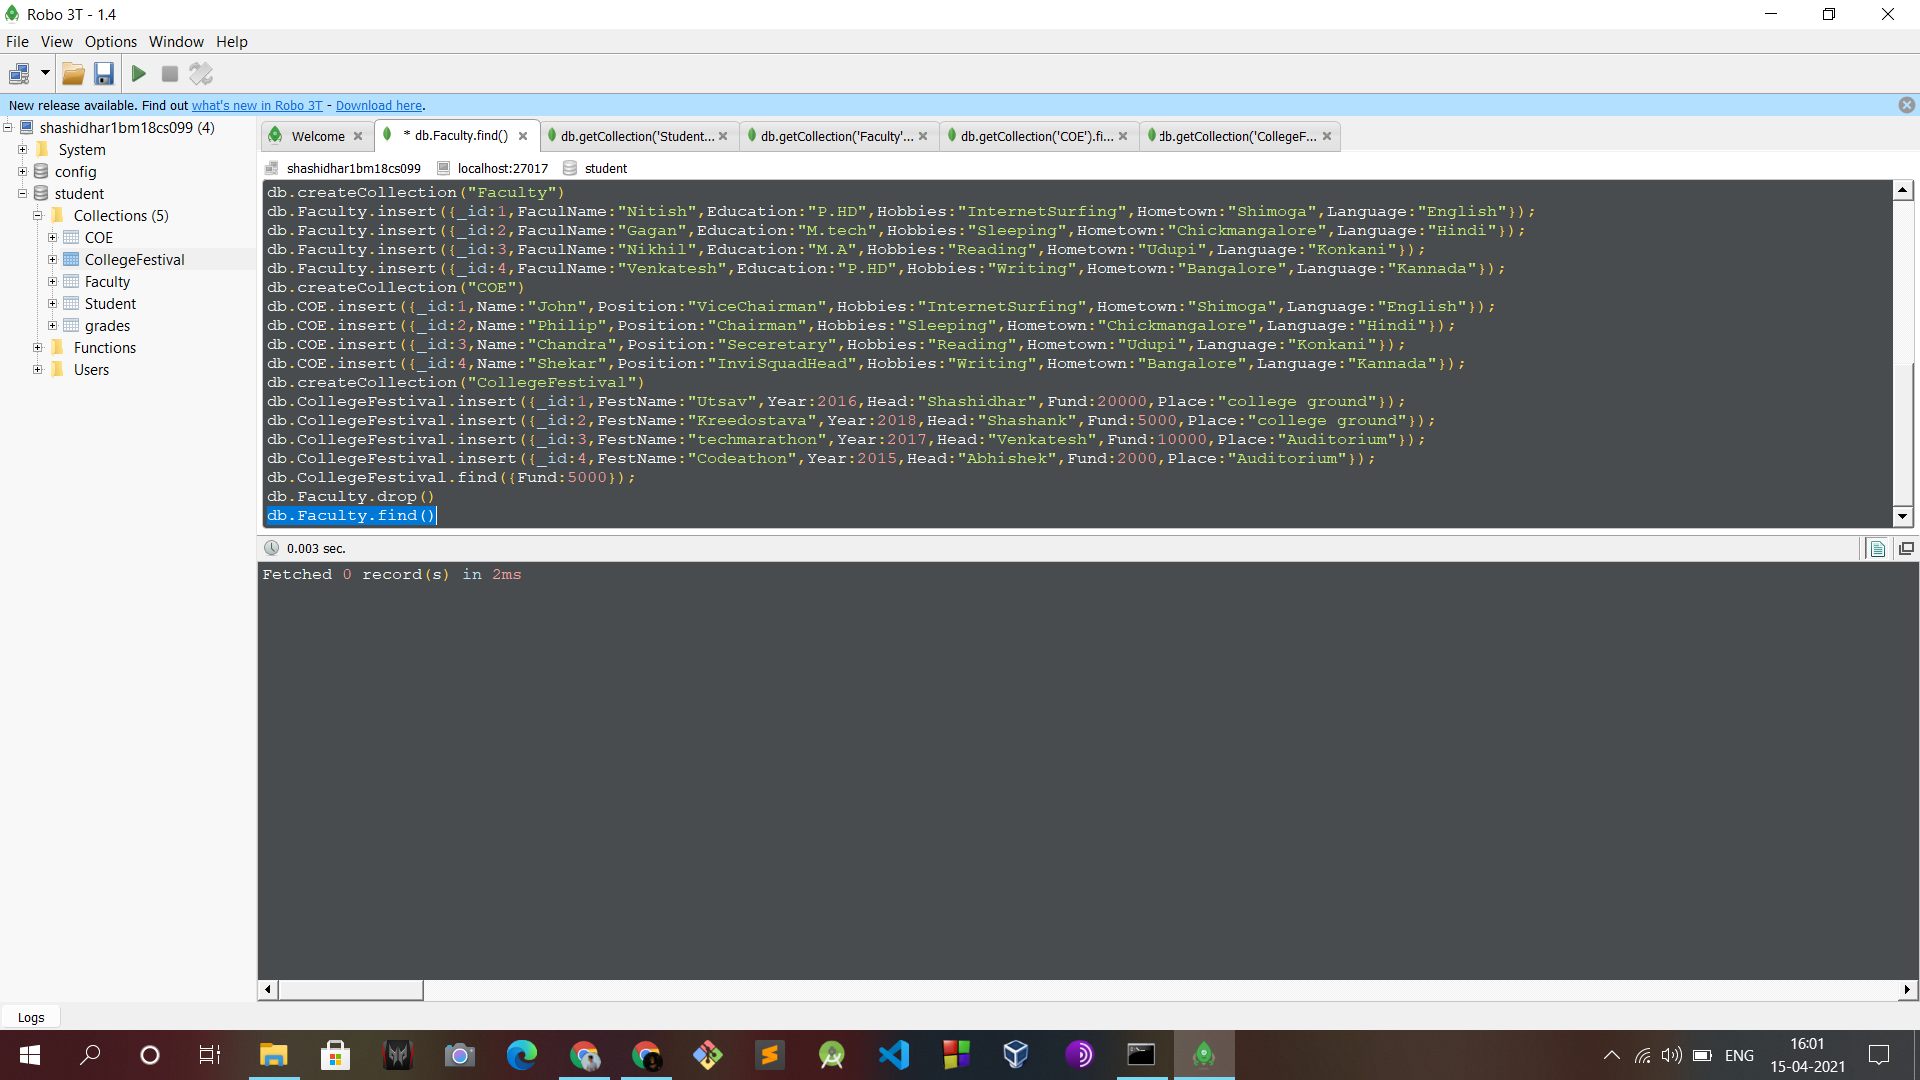 Robo 3T - 1.4
File View Options Window Help
New release available. Find out what's new in Robo 3T - Download here.
shashidhar1bm18cs099 (4)
System
config
student
Collections (5)
COE
CollegeFestival
Faculty
Student
grades
Functions
Users
Welcome
* db.Faculty.find()
db.getCollection('Student...
db.getCollection('Faculty'...
db.getCollection('COE').fi...
db.getCollection('CollegeF...
shashidhar1bm18cs099 localhost:27017 student
db.createCollection("Faculty")
db.Faculty.insert({_id:1,FaculName:"Nitish",Education:"P.HD",Hobbies:"InternetSurfing",Hometown:"Shimoga",Language:"English"});
db.Faculty.insert({_id:2,FaculName:"Gagan",Education:"M.tech",Hobbies:"Sleeping",Hometown:"Chickmangalore",Language:"Hindi"});
db.Faculty.insert({_id:3,FaculName:"Nikhil",Education:"M.A",Hobbies:"Reading",Hometown:"Udupi",Language:"Konkani"});
db.Faculty.insert({_id:4,FaculName:"Venkatesh",Education:"P.HD",Hobbies:"Writing",Hometown:"Bangalore",Language:"Kannada"});
db.createCollection("COE")
db.COE.insert({_id:1,Name:"John",Position:"ViceChairman",Hobbies:"InternetSurfing",Hometown:"Shimoga",Language:"English"});
db.COE.insert({_id:2,Name:"Philip",Position:"Chairman",Hobbies:"Sleeping",Hometown:"Chickmangalore",Language:"Hindi"});
db.COE.insert({_id:3,Name:"Chandra",Position:"Seceretary",Hobbies:"Reading",Hometown:"Udupi",Language:"Konkani"});
db.COE.insert({_id:4,Name:"Shekar",Position:"InviSquadHead",Hobbies:"Writing",Hometown:"Bangalore",Language:"Kannada"});
db.createCollection("CollegeFestival")
db.CollegeFestival.insert({_id:1,FestName:"Utsav",Year:2016,Head:"Shashidhar",Fund:20000,Place:"college ground"});
db.CollegeFestival.insert({_id:2,FestName:"Kreedostava",Year:2018,Head:"Shashank",Fund:5000,Place:"college ground"});
db.CollegeFestival.insert({_id:3,FestName:"techmarathon",Year:2017,Head:"Venkatesh",Fund:10000,Place:"Auditorium"});
db.CollegeFestival.insert({_id:4,FestName:"Codeathon",Year:2015,Head:"Abhishek",Fund:2000,Place:"Auditorium"});
db.CollegeFestival.find({Fund:5000});
db.Faculty.drop()
db.Faculty.find()
0.003 sec.
Fetched 0 record(s) in 2ms
Logs
ENG
16:01
15-04-2021